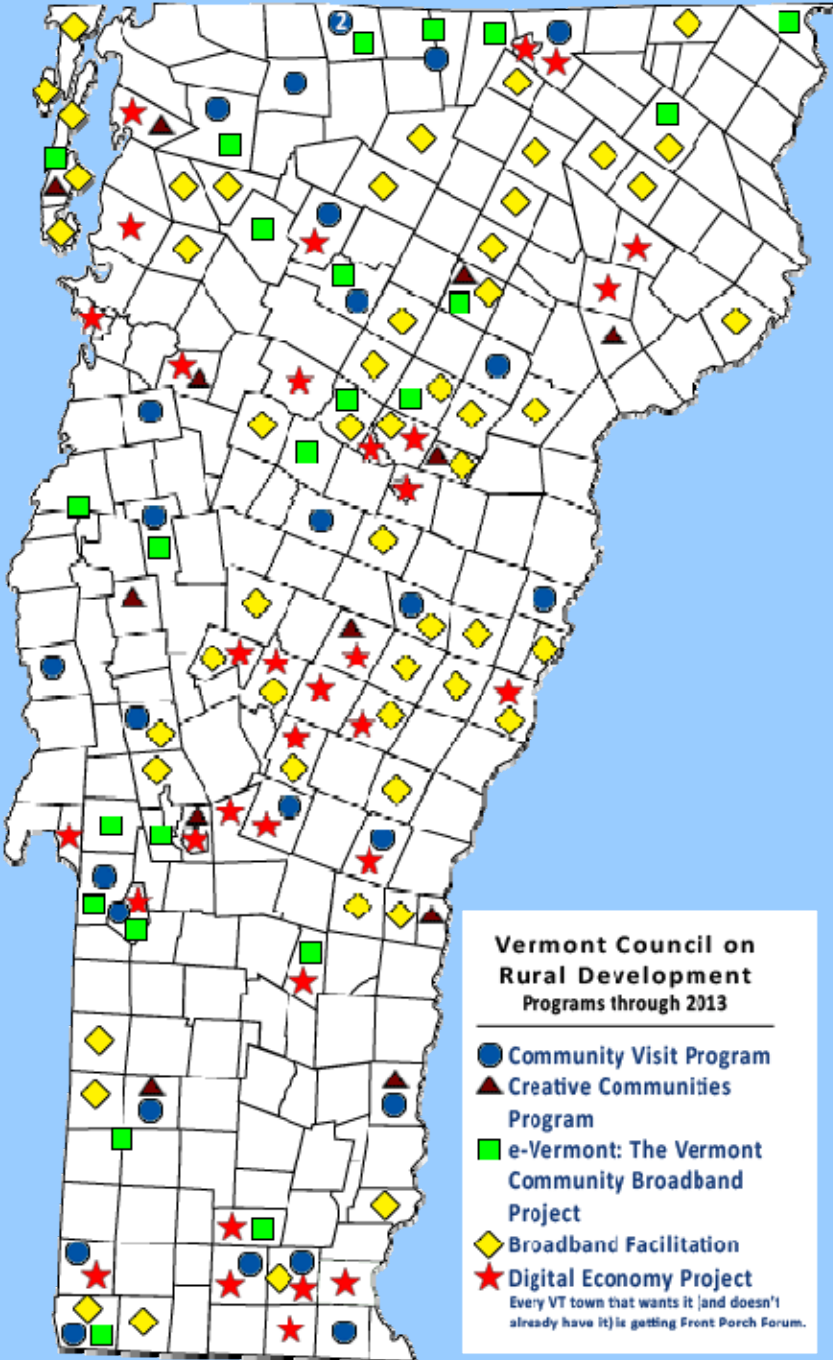 2
Vermont Council on
Rural Development
Programs through 2013
Community Visit Program
Creative Communities
Program
e-Vermont: The Vermont
Community Broadband
Project
Broadband Facilitation
Digital Economy Project
Every VT town that wants it (and doesn't
already have it) is getting Front Porch Forum.